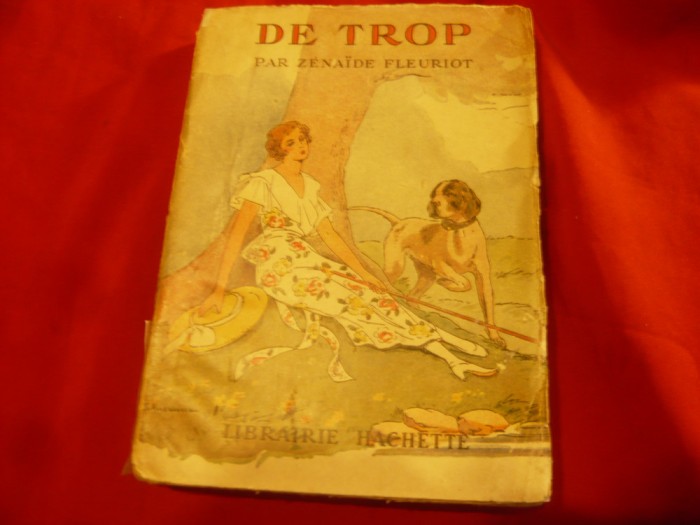 DE TROP
PAR ZÉNAÏDE FLEURIOT
LIBRAIRIE HACHETTE